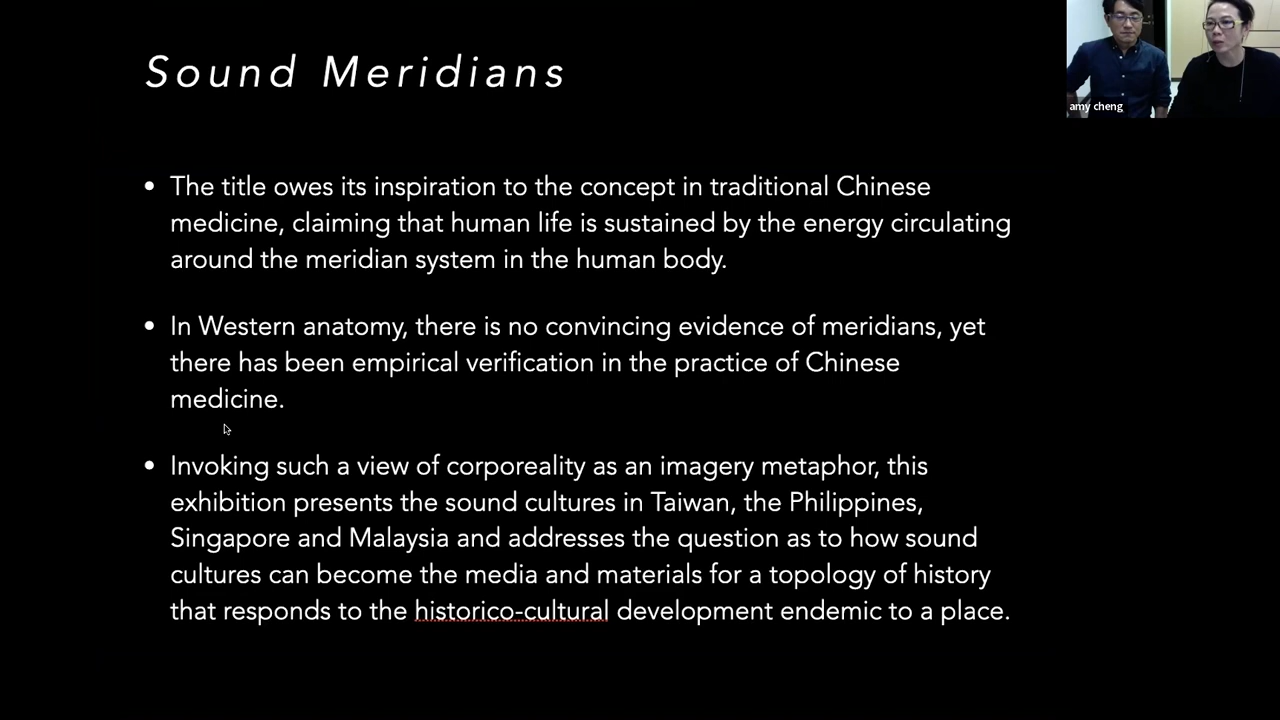 Sound Meridians
amy cheng
• The title owes its inspiration to the concept in traditional Chinese
medicine, claiming that human life is sustained by the energy circulating
around the meridian system in the human body.
• In Western anatomy, there is no convincing evidence of meridians, yet
there has been empirical verification in the practice of Chinese
medicine.
• Invoking such a view of corporeality as an imagery metaphor, this
exhibition presents the sound cultures in Taiwan, the Philippines,
Singapore and Malaysia and addresses the question as to how sound
cultures can become the media and materials for a topology of history
that responds to the historico-cultural development endemic to a place.